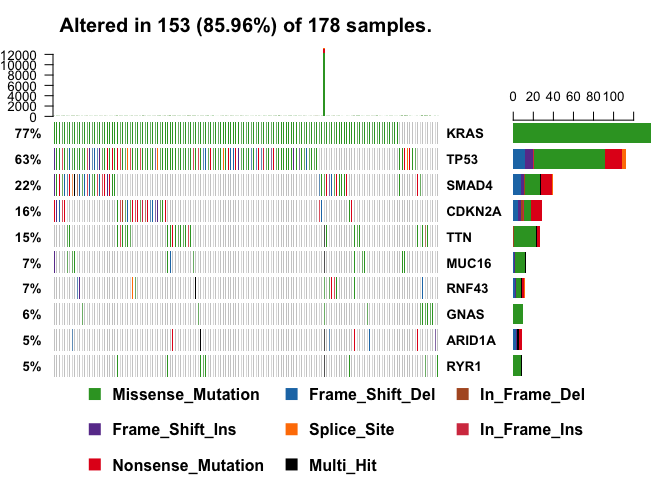 Altered in 153 (85.96%) of 178 samples.
12000
10000
8000
6000
4000
2000
0
0 20 40 60 80 100
77% KRAS
63% TP53
22% SMAD4
16% CDKN2A
15% TTN
7% MUC16
7% RNF43
6% GNAS
5% ARID1A
5% RYR1
Missense_Mutation Frame_Shift_Del In_Frame_Del
Frame_Shift_Ins Splice_Site In_Frame_Ins
Nonsense_Mutation Multi_Hit